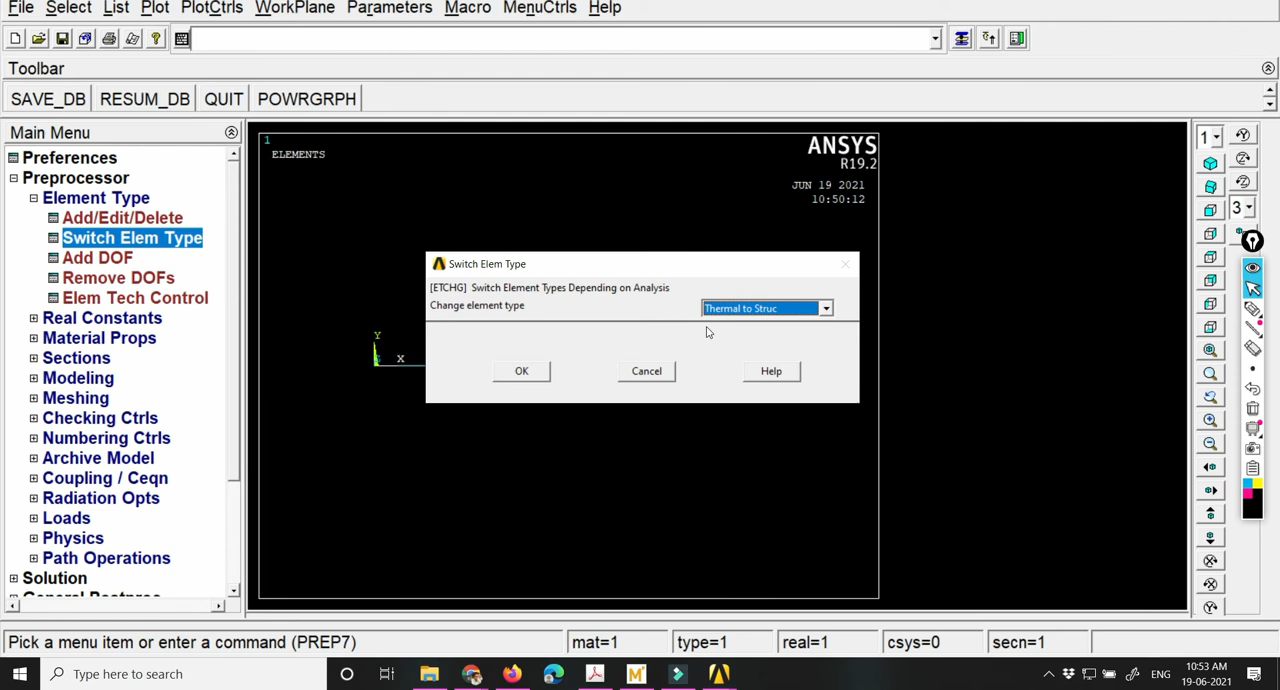 File Select List Plot PlotCtrls WorkPlane Parameters Macro MenuCtrls Help
Toolbar
SAVE_DB RESUM_DB QUIT POWRGRPH
Main Menu
Preferences
Preprocessor
Element Type
Add/Edit/Delete
Switch Elem Type
Add DOF
Remove DOFs
Elem Tech Control
Real Constants
Material Props
Sections
Modeling
Meshing
Checking Ctrls
Numbering Ctrls
Archive Model
Coupling / Ceqn
Radiation Opts
Loads
Physics
Path Operations
Solution
General Postproc
1
ELEMENTS
ANSYS
R19.2
JUN 19 2021
10:50:12
Y
X
Switch Elem Type
[ETCHG] Switch Element Types Depending on Analysis
Change element type Thermal to Struc
OK Cancel Help
1
3
Pick a menu item or enter a command (PREP7) mat=1 type=1 real=1 csys=0 secn=1
Type here to search
ENG
10:53 AM
19-06-2021